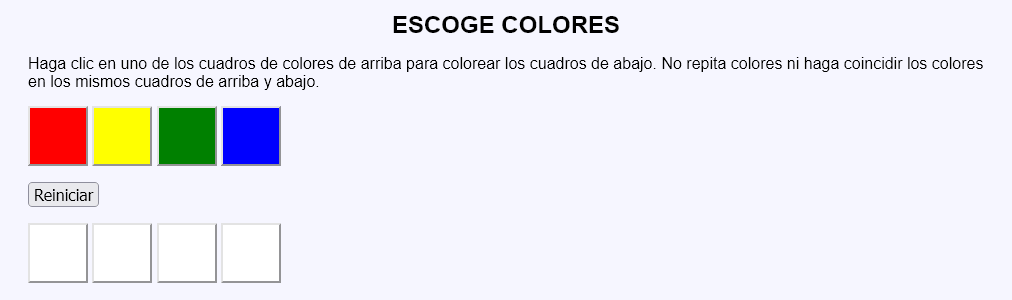 ESCOGE COLORES
Haga clic en uno de los cuadros de colores de arriba para colorear los cuadros de abajo. No repita colores ni haga coincidir los colores
en los mismos cuadros de arriba y abajo.
Reiniciar